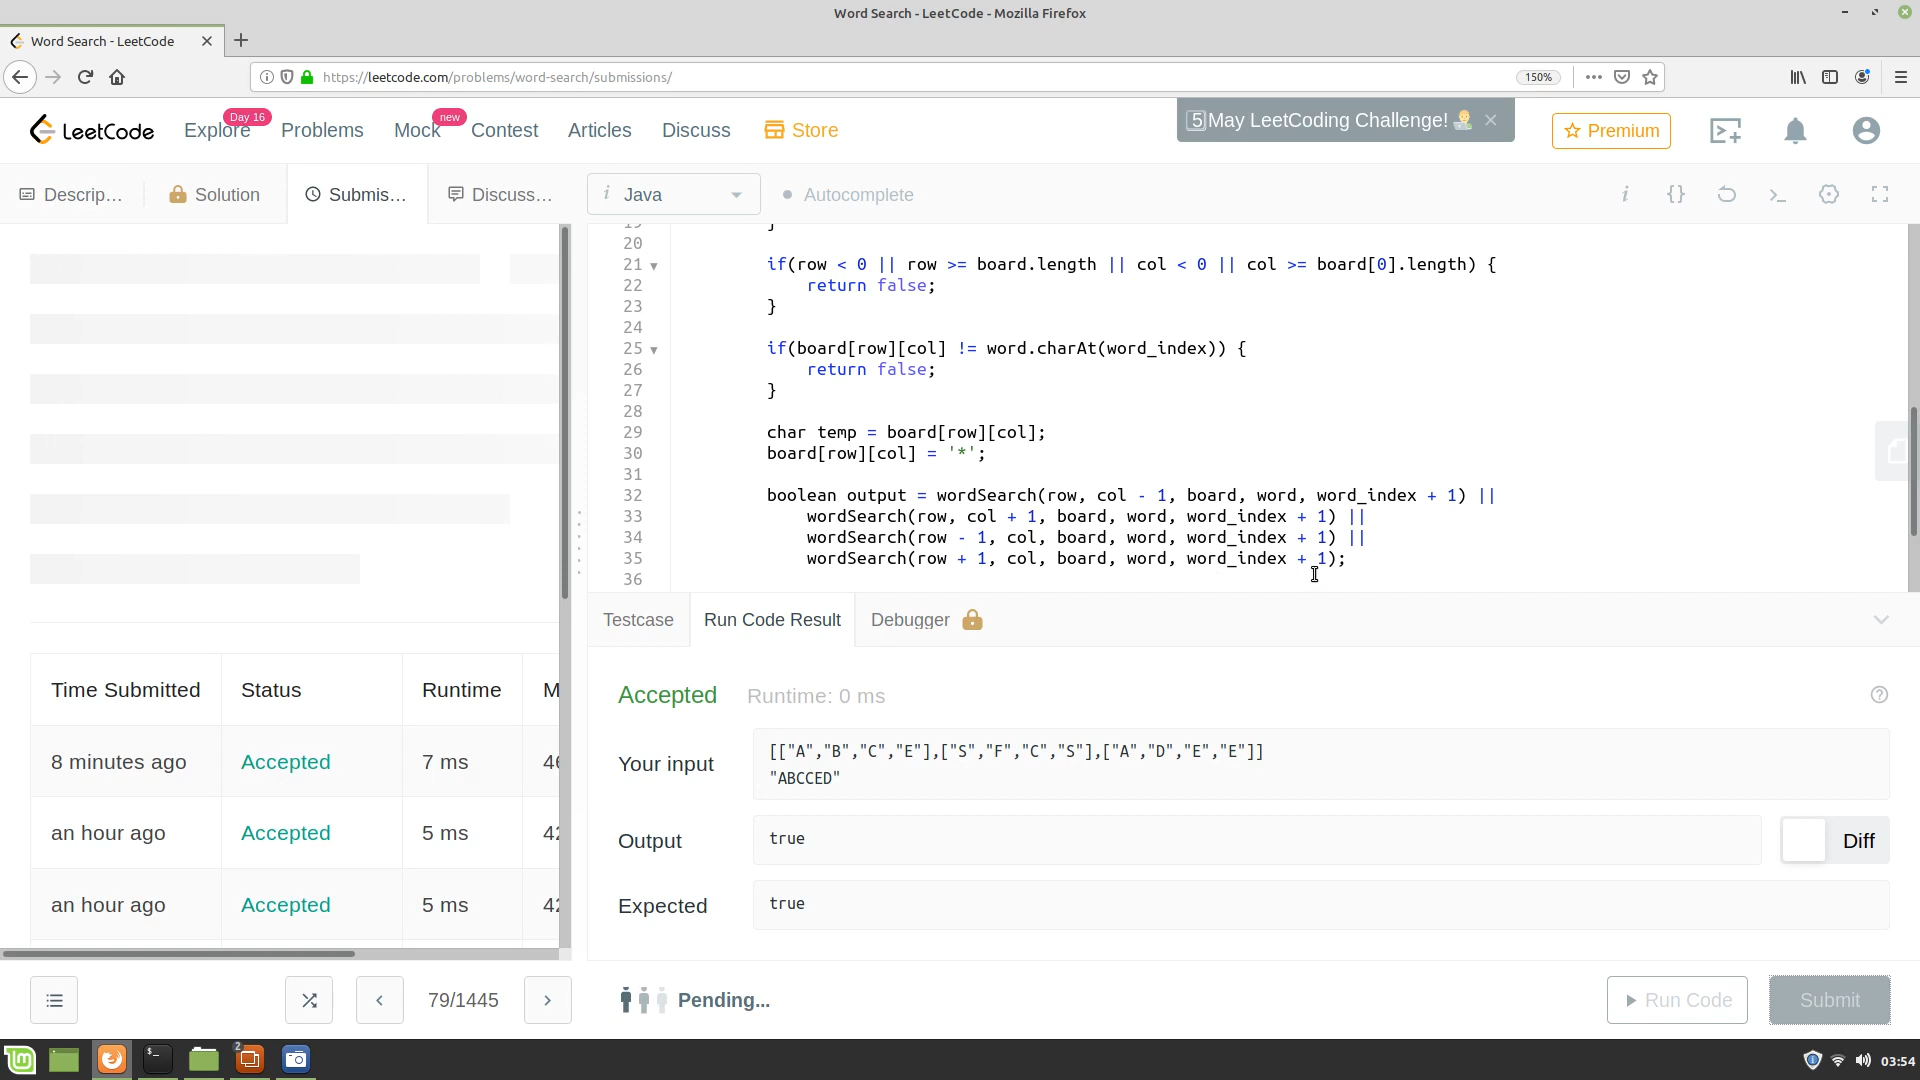 Word Search - LeetCode - Mozilla Firefox
Word Search - LeetCode
https://leetcode.com/problems/word-search/submissions/
150%
LeetCode
Explore
Day 16
Problems
Mock
new
Contest
Articles
Discuss
Store
5 May LeetCoding Challenge!
Premium
Descrip...
Solution
Submis...
Discuss...
i Java
Autocomplete
19 }
20
21 if(row < 0 || row >= board.length || col < 0 || col >= board[0].length) {
22 return false;
23 }
24
25 if(board[row][col] != word.charAt(word_index)) {
26 return false;
27 }
28
29 char temp = board[row][col];
30 board[row][col] = '*';
31
32 boolean output = wordSearch(row, col - 1, board, word, word_index + 1) ||
33 wordSearch(row, col + 1, board, word, word_index + 1) ||
34 wordSearch(row - 1, col, board, word, word_index + 1) ||
35 wordSearch(row + 1, col, board, word, word_index + 1);
36
Testcase
Run Code Result
Debugger
Accepted
Runtime: 0 ms
Your input
[["A","B","C","E"],["S","F","C","S"],["A","D","E","E"]]
"ABCCED"
Output
true
Diff
Expected
true
Time Submitted Status Runtime M
8 minutes ago Accepted 7 ms 46
an hour ago Accepted 5 ms 42
an hour ago Accepted 5 ms 42
79/1445
Pending...
Run Code
Submit
2
03:54